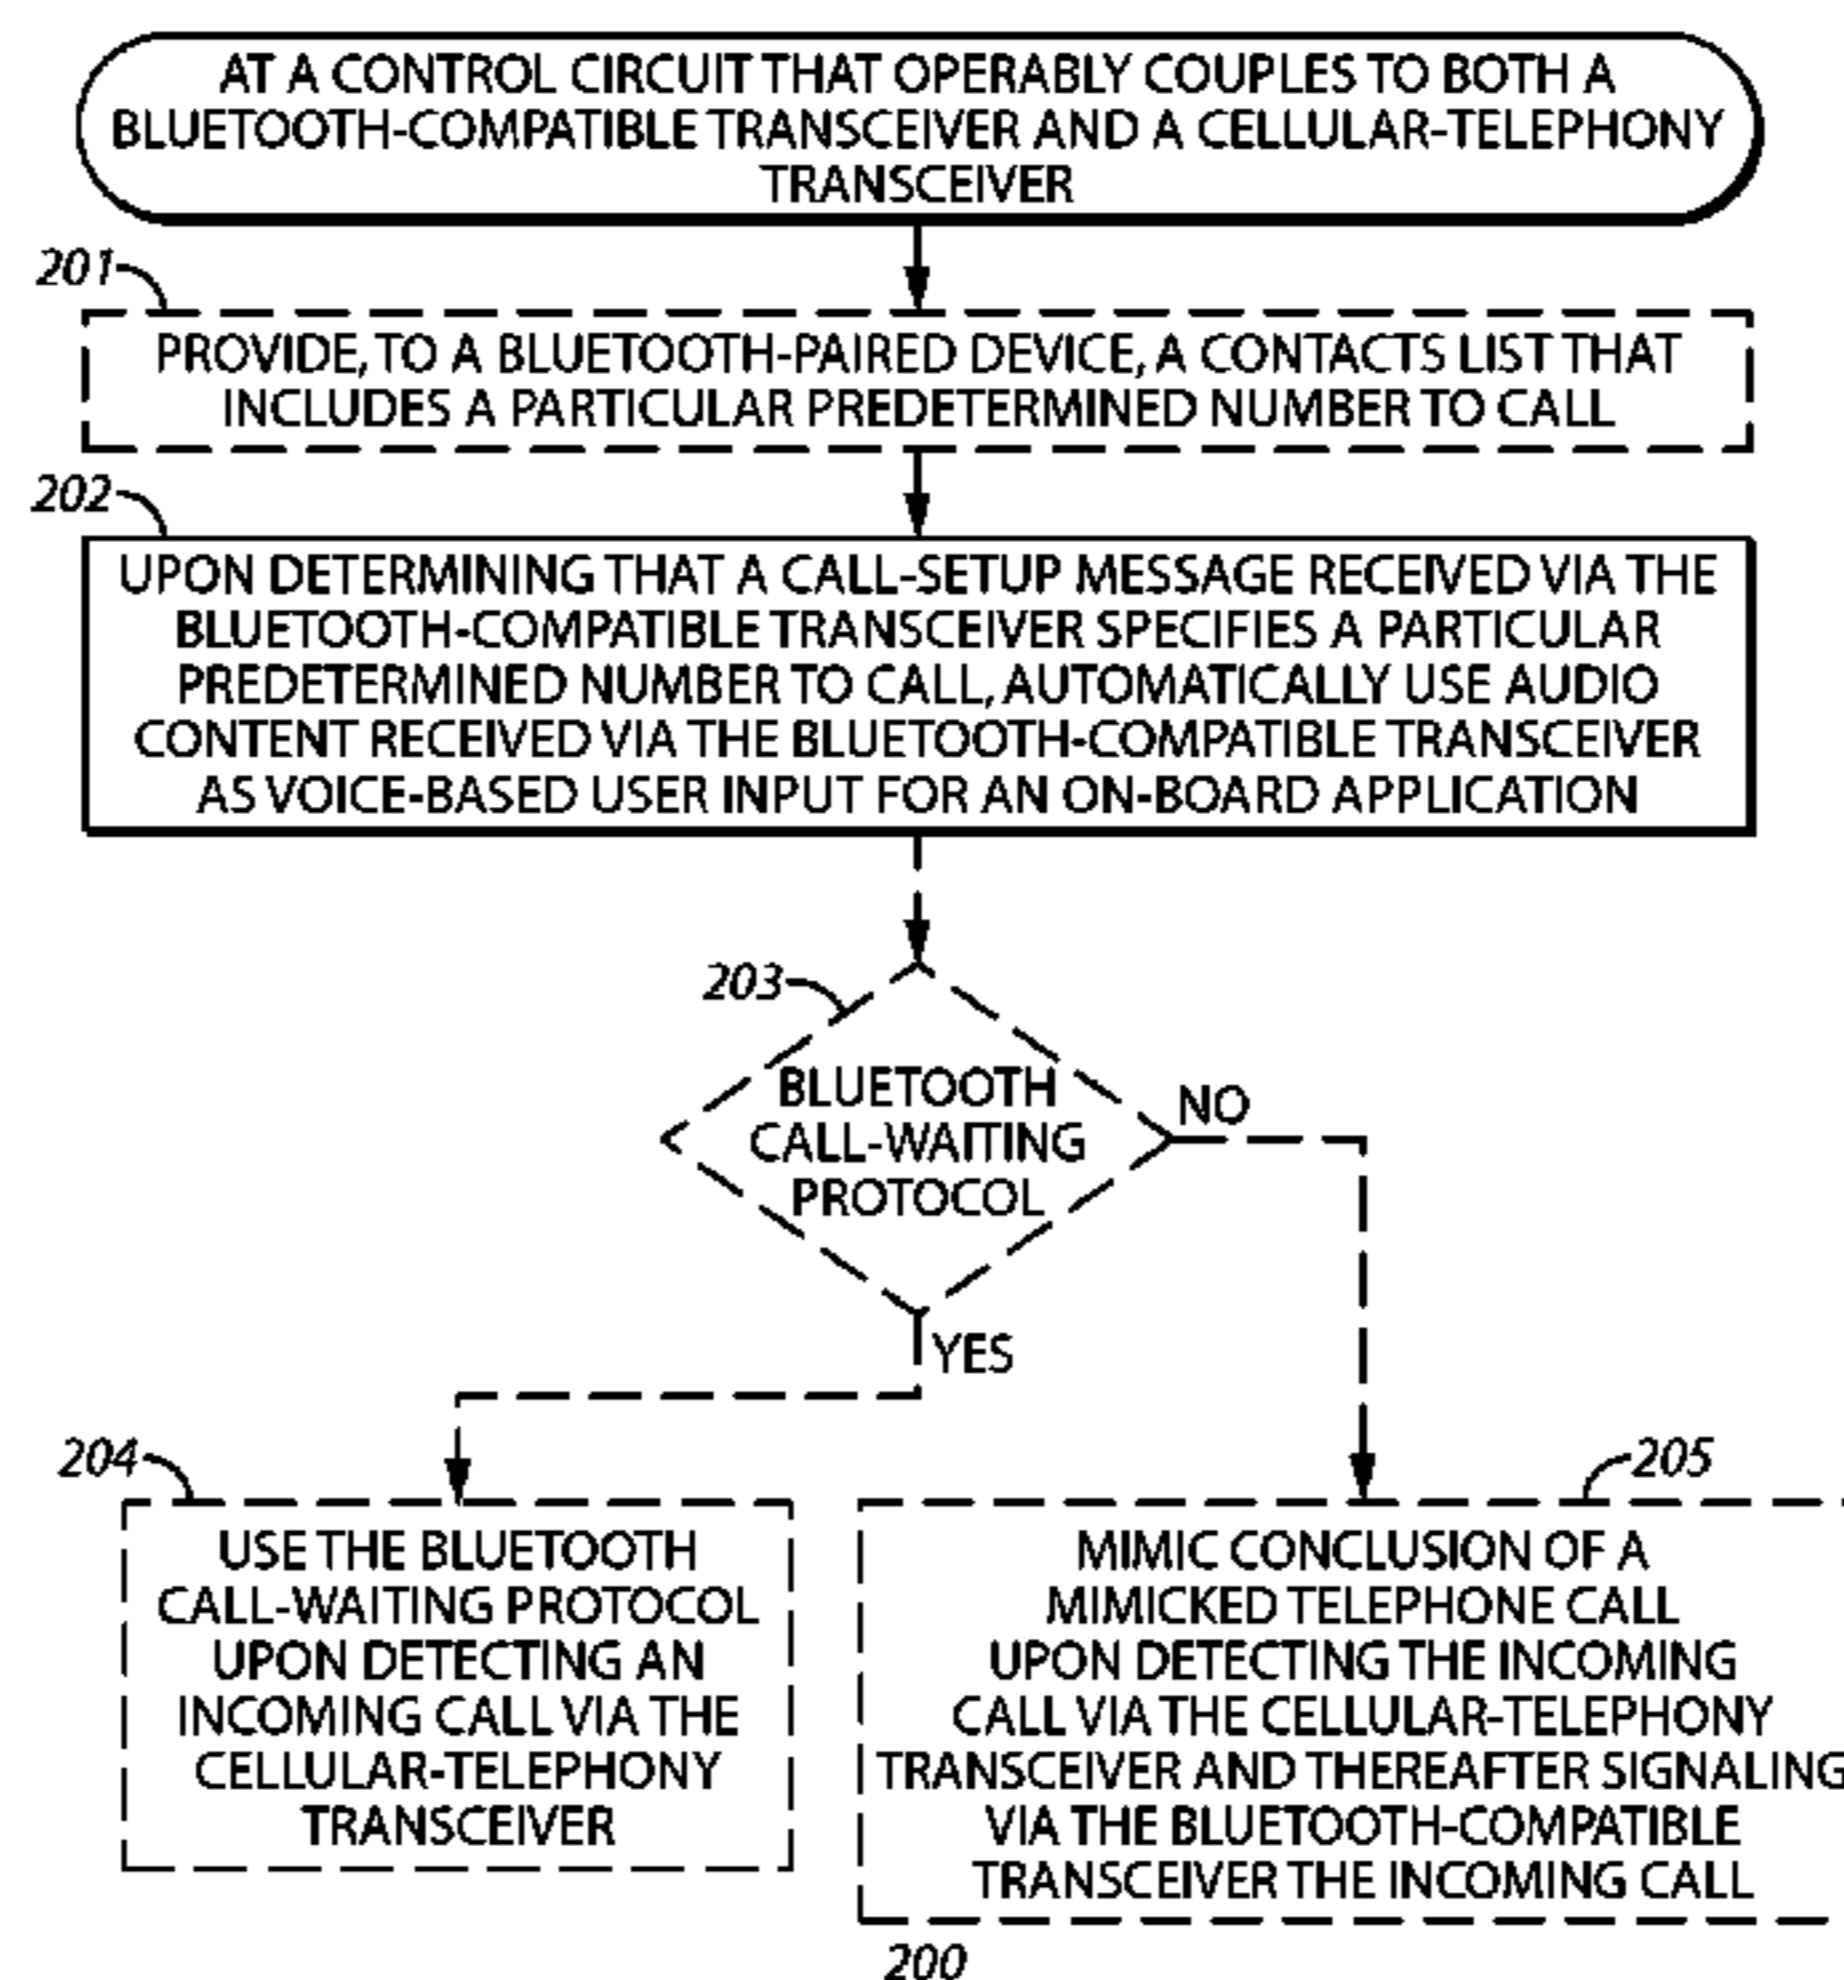 AT A CONTROL CIRCUIT THAT OPERABLY COUPLES TO BOTH A
BLUETOOTH-COMPATIBLE TRANSCEIVER AND A CELLULAR-TELEPHONY
TRANSCEIVER
201
PROVIDE, TO A BLUETOOTH-PAIRED DEVICE, A CONTACTS LIST THAT
INCLUDES A PARTICULAR PREDETERMINED NUMBER TO CALL
202
UPON DETERMINING THAT A CALL-SETUP MESSAGE RECEIVED VIA THE
BLUETOOTH-COMPATIBLE TRANSCEIVER SPECIFIES A PARTICULAR
PREDETERMINED NUMBER TO CALL, AUTOMATICALLY USE AUDIO
CONTENT RECEIVED VIA THE BLUETOOTH-COMPATIBLE TRANSCEIVER
AS VOICE-BASED USER INPUT FOR AN ON-BOARD APPLICATION
203
BLUETOOTH
CALL-WAITING
PROTOCOL
NO
YES
204
USE THE BLUETOOTH
CALL-WAITING PROTOCOL
UPON DETECTING AN
INCOMING CALL VIA THE
CELLULAR-TELEPHONY
TRANSCEIVER
205
MIMIC CONCLUSION OF A
MIMICKED TELEPHONE CALL
UPON DETECTING THE INCOMING
CALL VIA THE CELLULAR-TELEPHONY
TRANSCEIVER AND THEREAFTER SIGNALING
VIA THE BLUETOOTH-COMPATIBLE
TRANSCEIVER THE INCOMING CALL
200